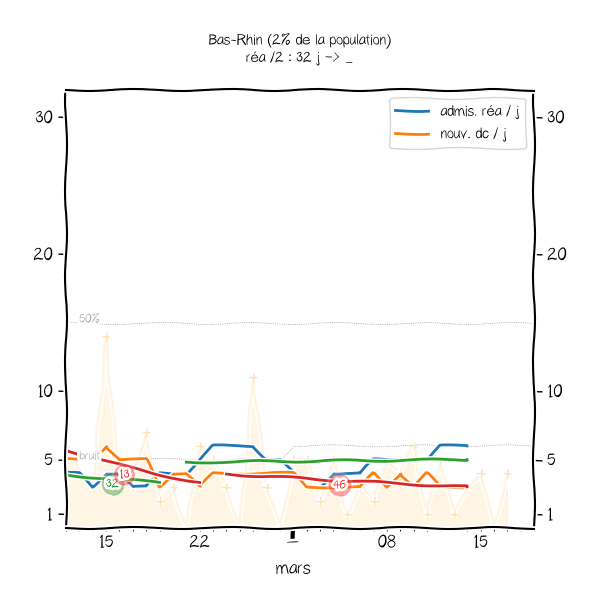 Bas-Rhin (2% de la population)
réa /2 : 32 j -> _
admis. réa / j
nouv. dc / j
30 30
20 20
50%
10 10
bruit
5 5
13
32
46
1 1
15 22 1 08 15
mars